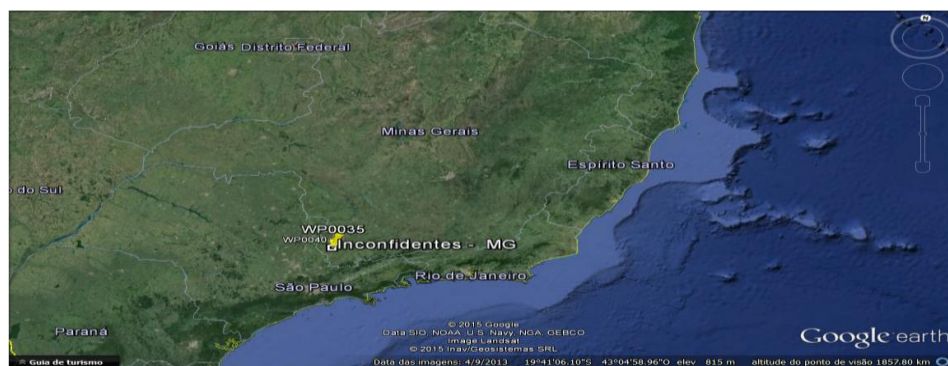 N
Goiás Distrito Federal
Minas Gerais
Espírito Santo
do Sul
WP0035
WP0040
Inconfidentes - MG
Rio de Janeiro
São Paulo
Paraná
© 2015 Google
Data SIO, NOAA, U.S. Navy, NGA, GEBCO
Image Landsat
© 2015 Inav/Geosistemas SRL
Google earth
Guia de turismo
Data das imagens: 4/9/2013 19°41'06.10"S 43°04'58.96"O elev 815 m altitude do ponto de visão 1857.80 km